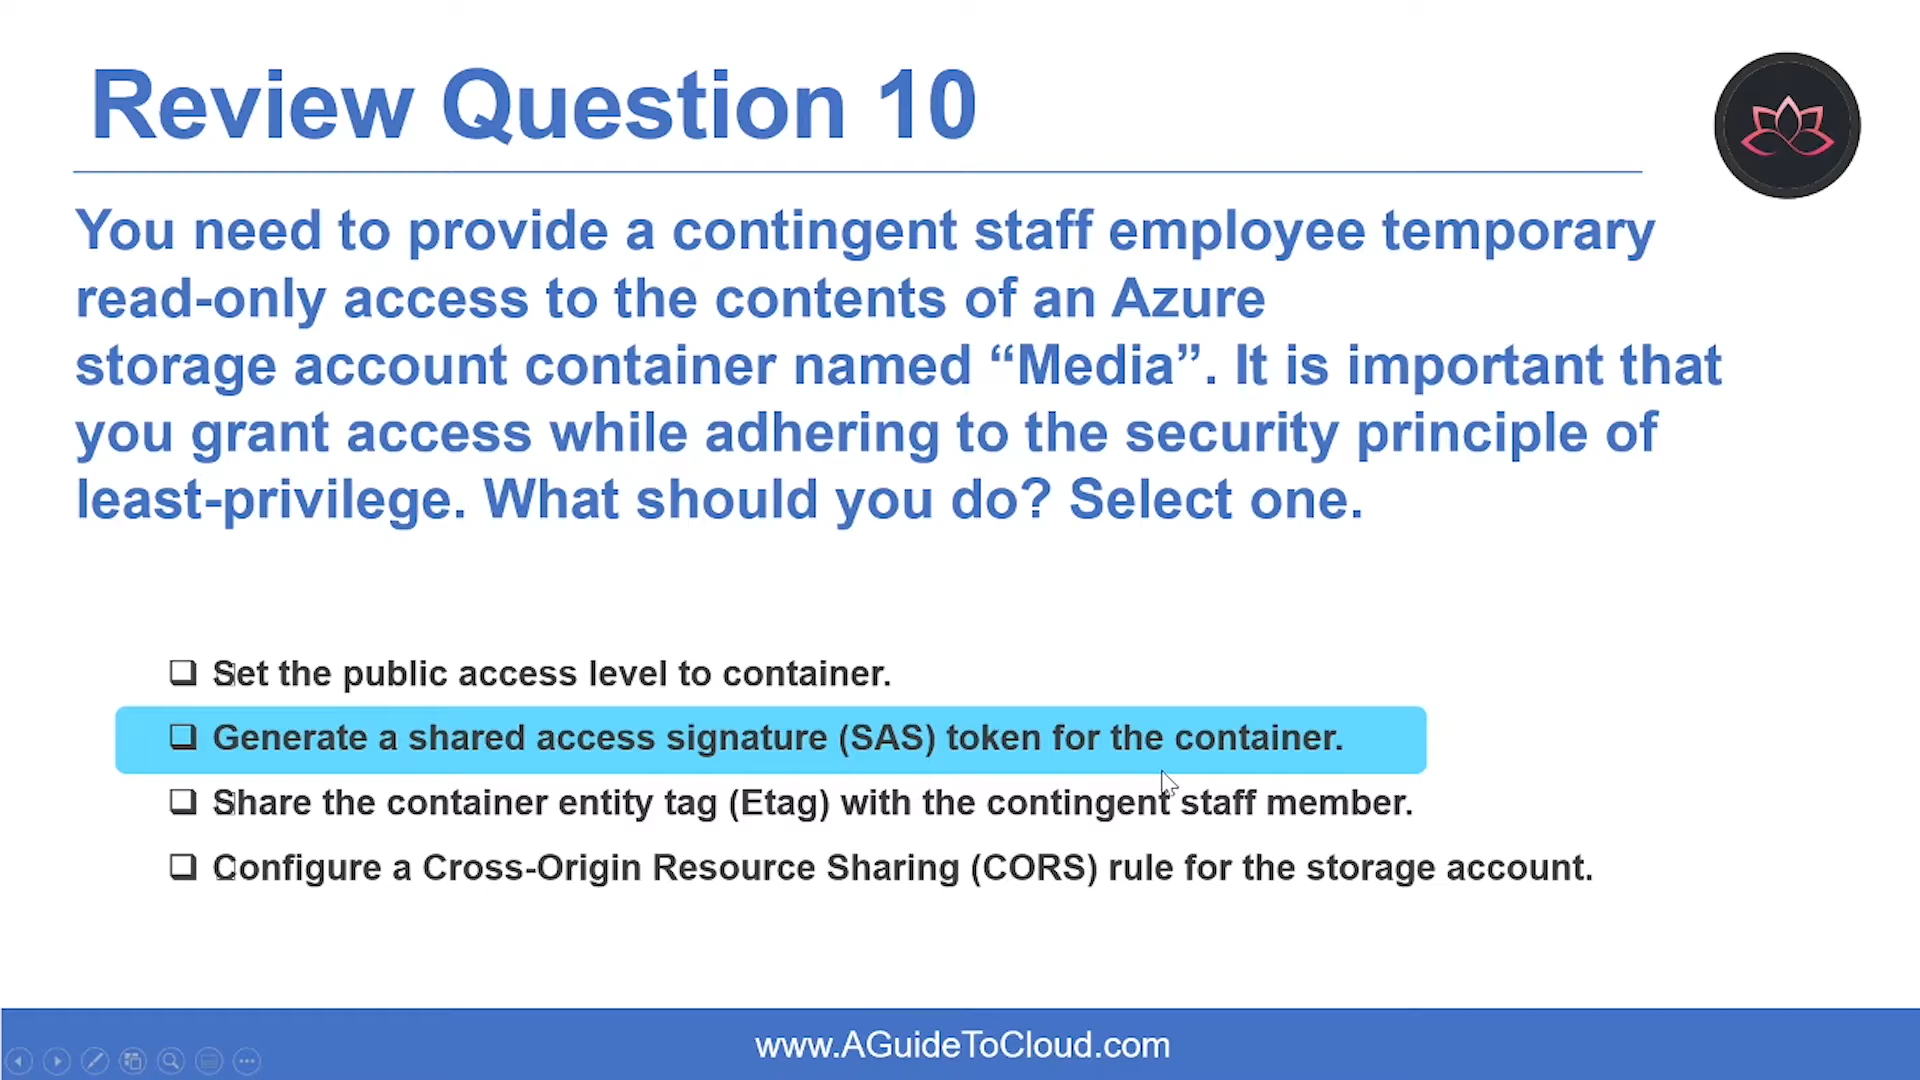 Review Question 10
You need to provide a contingent staff employee temporary
read-only access to the contents of an Azure
storage account container named “Media”. It is important that
you grant access while adhering to the security principle of
least-privilege. What should you do? Select one.
Set the public access level to container.
Generate a shared access signature (SAS) token for the container.
Share the container entity tag (Etag) with the contingent staff member.
Configure a Cross-Origin Resource Sharing (CORS) rule for the storage account.
www.AGuideToCloud.com